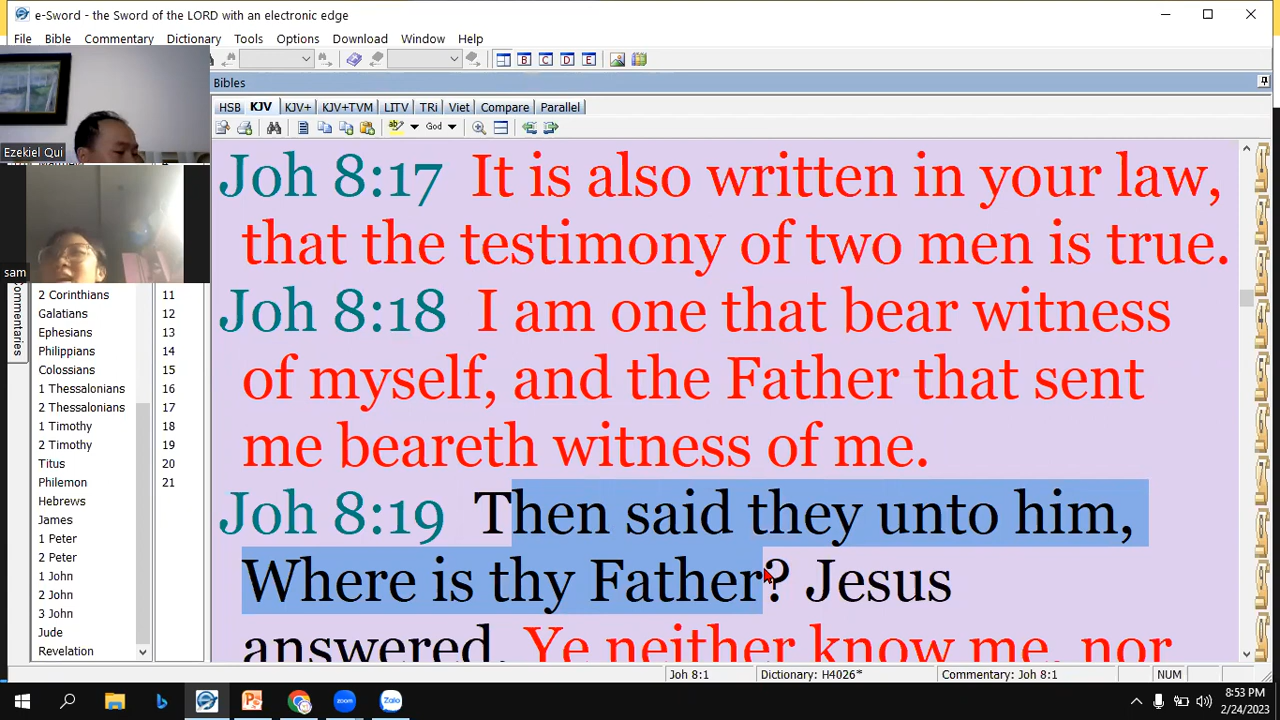 e-Sword - the Sword of the LORD with an electronic edge
File Bible Commentary Dictionary Tools Options Download Window Help
Bibles
HSB KJV KJV+ KJV+TVM LITV TRi Viet Compare Parallel
God
Ezekiel Qui
sam
Commentaries
2 Corinthians
Galatians
Ephesians
Philippians
Colossians
1 Thessalonians
2 Thessalonians
1 Timothy
2 Timothy
Titus
Philemon
Hebrews
James
1 Peter
2 Peter
1 John
2 John
3 John
Jude
Revelation
11
12
13
14
15
16
17
18
19
20
21
Joh 8:17 It is also written in your law,
that the testimony of two men is true.
Joh 8:18 I am one that bear witness
of myself, and the Father that sent
me beareth witness of me.
Joh 8:19 Then said they unto him,
Where is thy Father? Jesus
answered, Ye neither know me, nor
Joh 8:1 Dictionary: H4026* Commentary: Joh 8:1 NUM
zoom Zalo
8:53 PM
2/24/2023